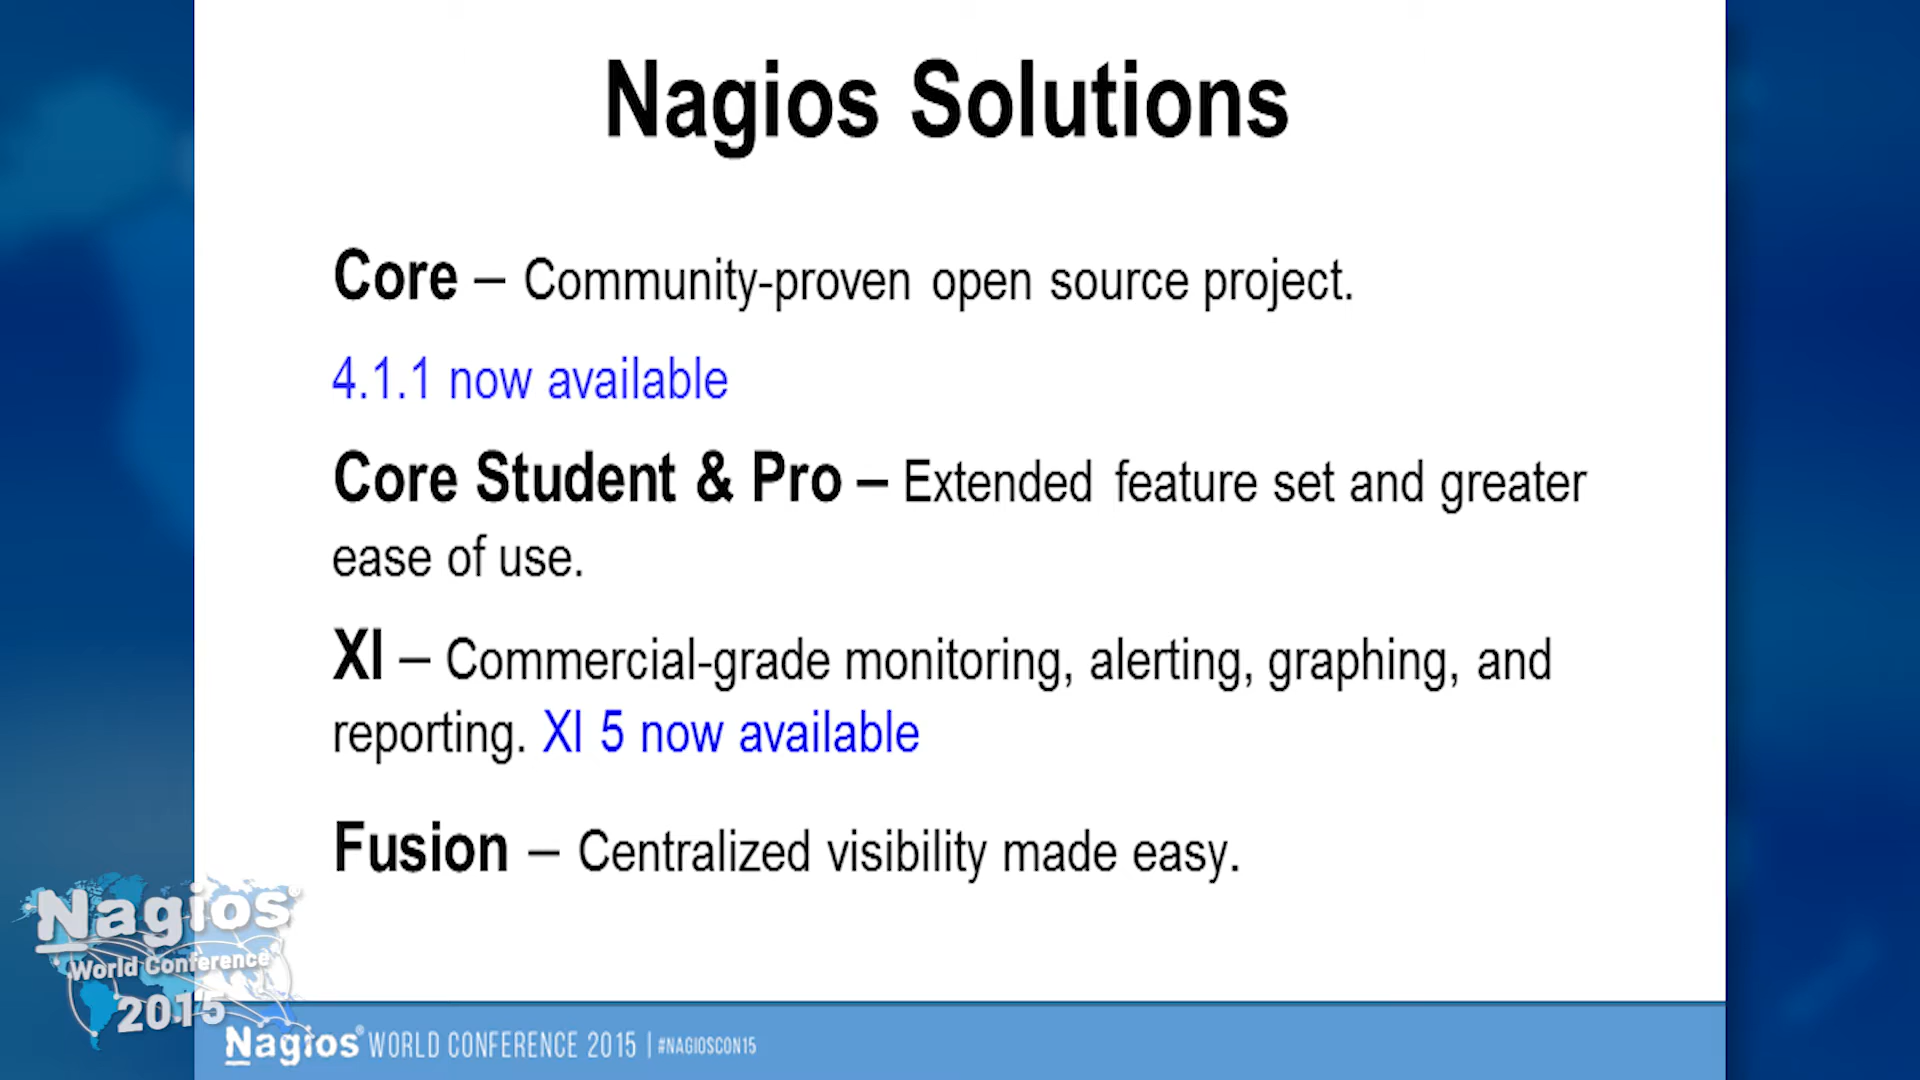 Nagios Solutions
Core – Community-proven open source project.
4.1.1 now available
Core Student & Pro – Extended feature set and greater
ease of use.
XI – Commercial-grade monitoring, alerting, graphing, and
reporting. XI 5 now available
Fusion – Centralized visibility made easy.
Nagios®
World Conference
2015
Nagios® WORLD CONFERENCE 2015 | #NAGIOSCON15